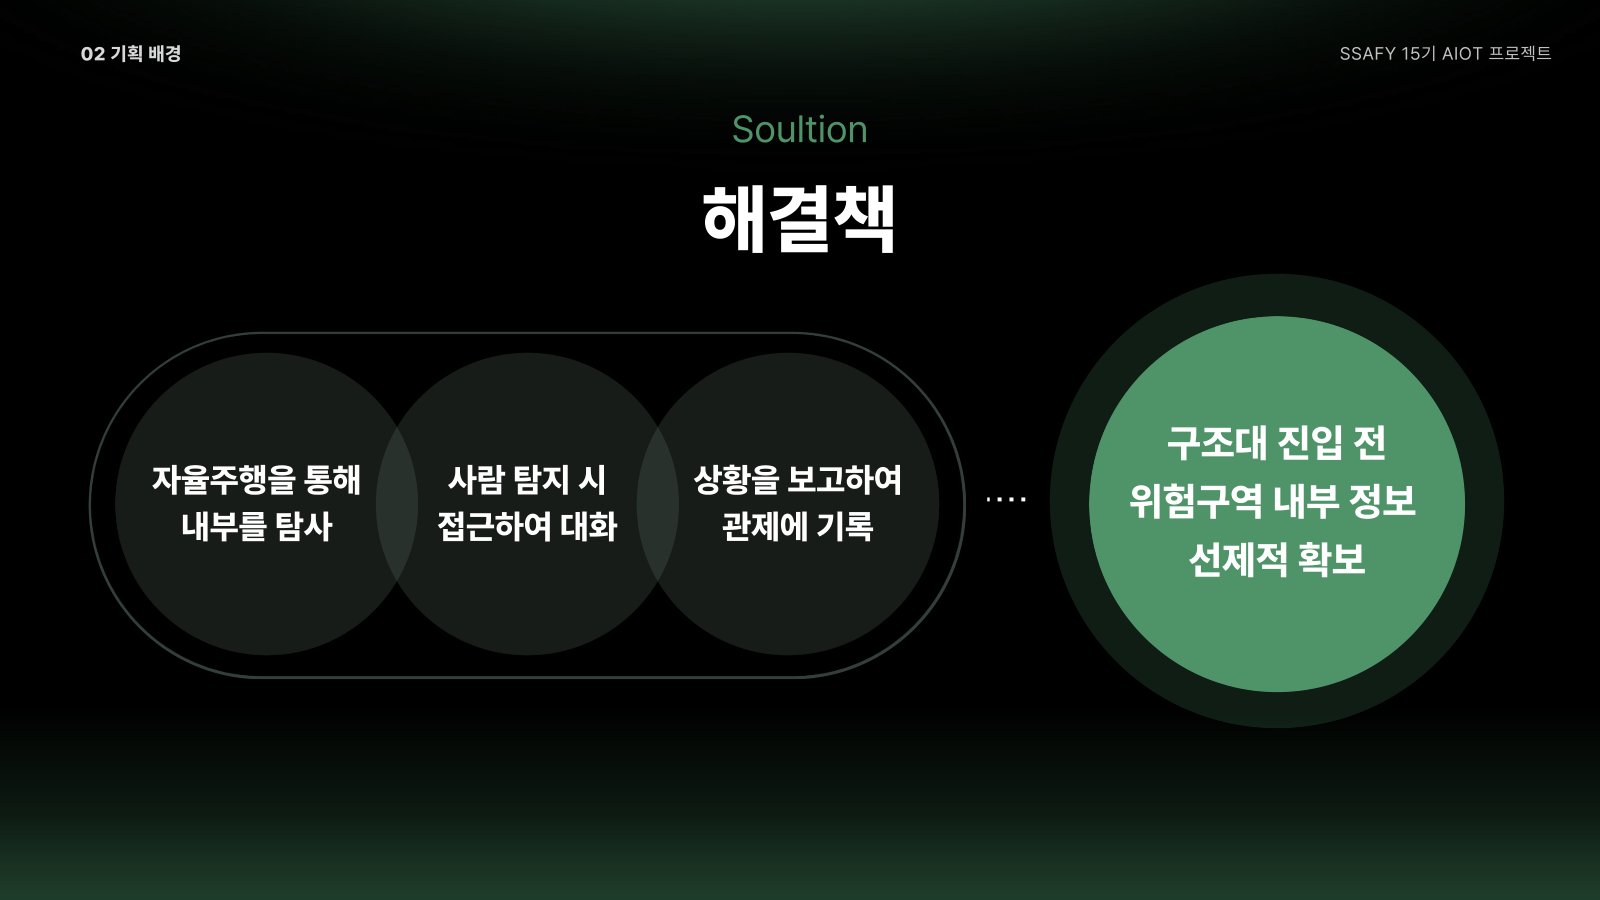 02 기획 배경
SSAFY 15기 AIOT 프로젝트
Soultion
해결책
자율주행을 통해
내부를 탐사
사람 탐지 시
접근하여 대화
상황을 보고하여
관제에 기록
....
구조대 진입 전
위험구역 내부 정보
선제적 확보